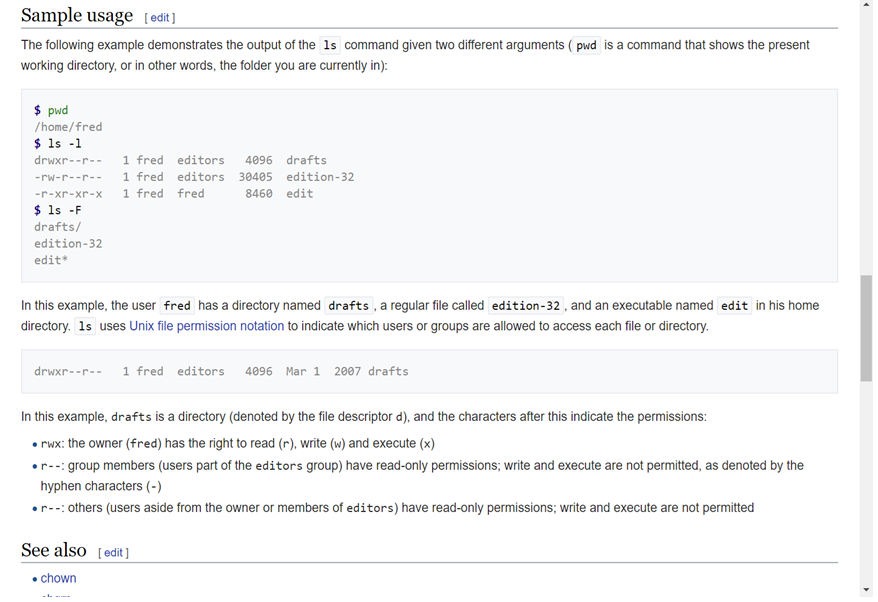 Sample usage [ edit ]
The following example demonstrates the output of the ls command given two different arguments ( pwd is a command that shows the present
working directory, or in other words, the folder you are currently in):
$ pwd
/home/fred
$ ls -l
drwxr--r--   1 fred  editors   4096  drafts
-rw-r--r--   1 fred  editors  30405  edition-32
-r-xr-xr-x   1 fred  fred      8460  edit
$ ls -F
drafts/
edition-32
edit*
In this example, the user fred has a directory named drafts , a regular file called edition-32 , and an executable named edit in his home
directory. ls uses Unix file permission notation to indicate which users or groups are allowed to access each file or directory.
drwxr--r--   1 fred  editors   4096  Mar 1  2007 drafts
In this example, drafts is a directory (denoted by the file descriptor d), and the characters after this indicate the permissions:
• rwx: the owner (fred) has the right to read (r), write (w) and execute (x)
• r--: group members (users part of the editors group) have read-only permissions; write and execute are not permitted, as denoted by the
hyphen characters (-)
• r--: others (users aside from the owner or members of editors) have read-only permissions; write and execute are not permitted
See also [ edit ]
• chown